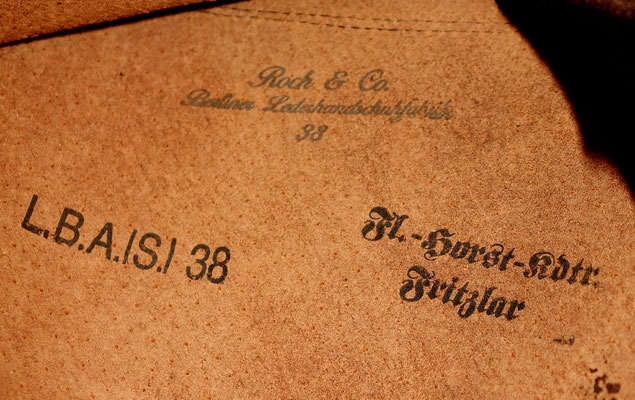 Roch & Co.
Berliner Lederhandschuhfabrik
38
L.B.A./S./ 38
Fl.-Horst-Kdtr.
Fritzlar